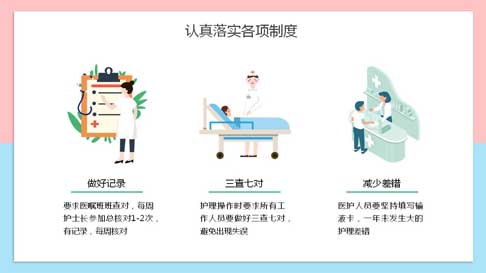 认真落实各项制度
做好记录
要求医嘱班班查对，每周
护士长参加总核对1-2次，
有记录，每周核对
三查七对
护理操作时要求所有工
作人员要做好三查七对，
避免出现失误
减少差错
医护人员要坚持填写输
液卡，一年未发生大的
护理差错